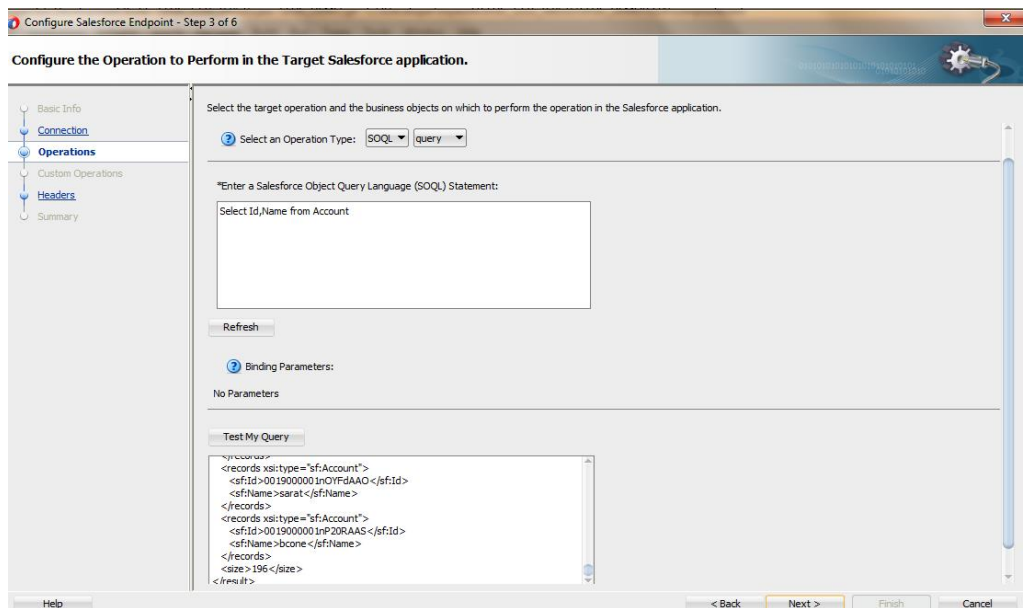 Configure Salesforce Endpoint - Step 3 of 6
Configure the Operation to Perform in the Target Salesforce application.
Basic Info
Connection
Operations
Custom Operations
Headers
Summary
Select the target operation and the business objects on which to perform the operation in the Salesforce application.
Select an Operation Type: SOQL query
*Enter a Salesforce Object Query Language (SOQL) Statement:
Select Id,Name from Account
Refresh
Binding Parameters:
No Parameters
Test My Query
</records>
<records xsi:type="sf:Account">
<sf:Id>0019000001nOYFdAAO</sf:Id>
<sf:Name>sarat</sf:Name>
</records>
<records xsi:type="sf:Account">
<sf:Id>0019000001nP20RAAS</sf:Id>
<sf:Name>bcone</sf:Name>
</records>
<size>196</size>
</result>
Help < Back Next > Finish Cancel